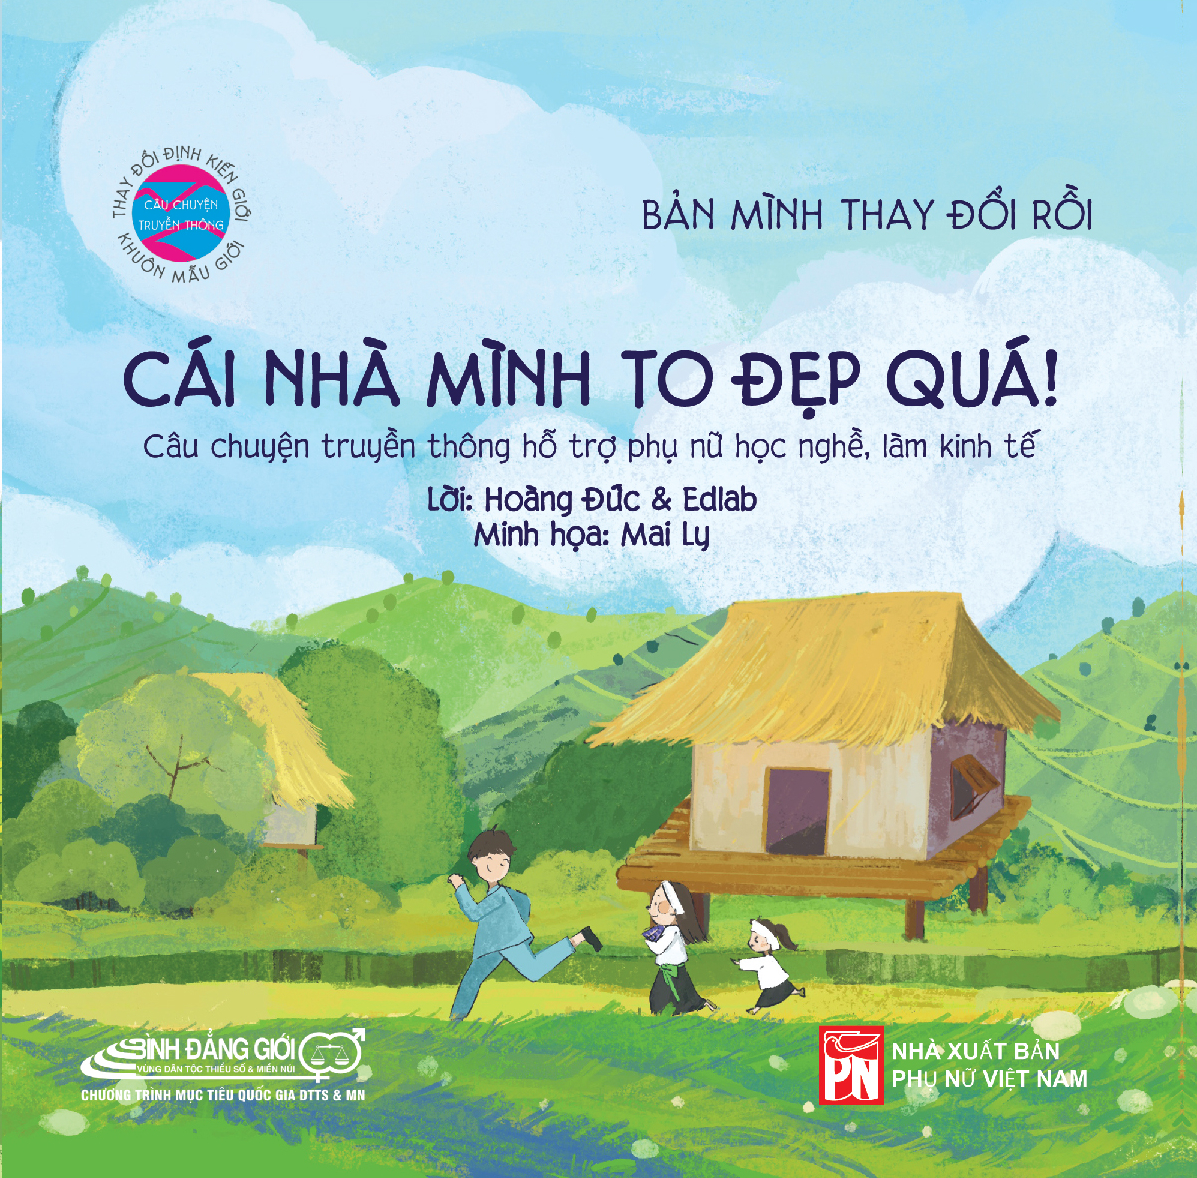 THAY ĐỔI ĐỊNH KIẾN GIỚI
CÂU CHUYỆN
TRUYỀN THÔNG
KHUÔN MẪU GIỚI
BẢN MÌNH THAY ĐỔI RỒI
CÁI NHÀ MÌNH TO ĐẸP QUÁ!
Câu chuyện truyền thông hỗ trợ phụ nữ học nghề, làm kinh tế
Lời: Hoàng Đức & Edlab
Minh họa: Mai Ly
BÌNH ĐẲNG GIỚI
VÙNG DÂN TỘC THIỂU SỐ & MIỀN NÚI
CHƯƠNG TRÌNH MỤC TIÊU QUỐC GIA DTTS & MN
PN
NHÀ XUẤT BẢN
PHỤ NỮ VIỆT NAM